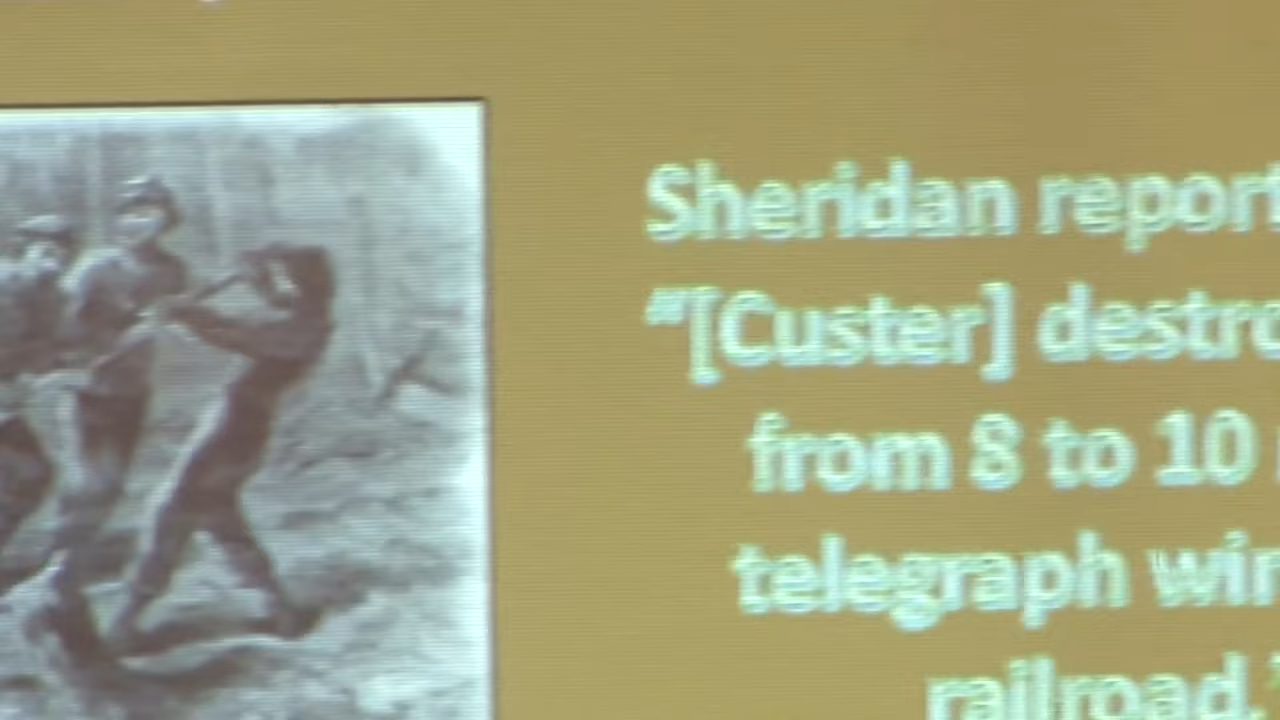 Sheridan report
"[Custer] destro
from 8 to 10
telegraph wir
railroad."